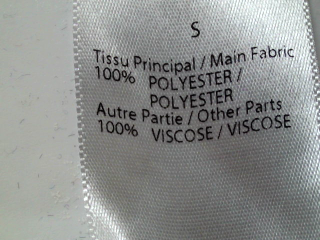 S
Tissu Principal / Main Fabric
100% POLYESTER /
POLYESTER
Autre Partie / Other Parts
100% VISCOSE / VISCOSE